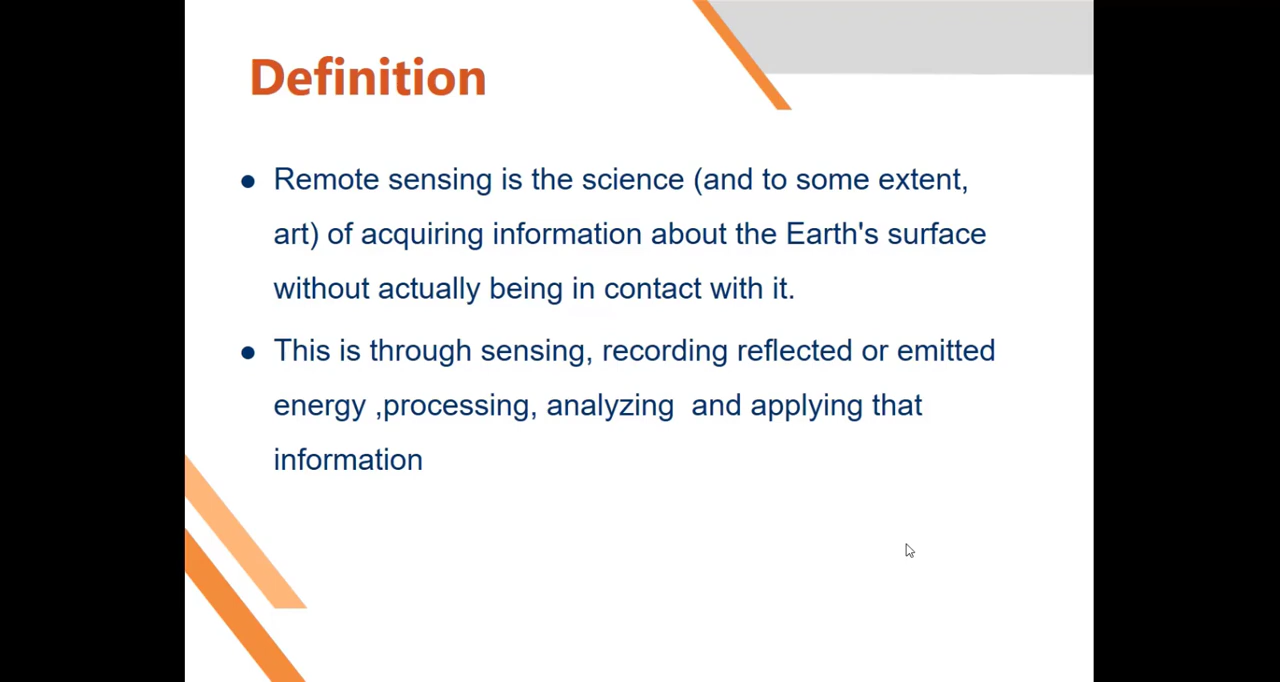 Definition
● Remote sensing is the science (and to some extent,
art) of acquiring information about the Earth's surface
without actually being in contact with it.
● This is through sensing, recording reflected or emitted
energy ,processing, analyzing  and applying that
information